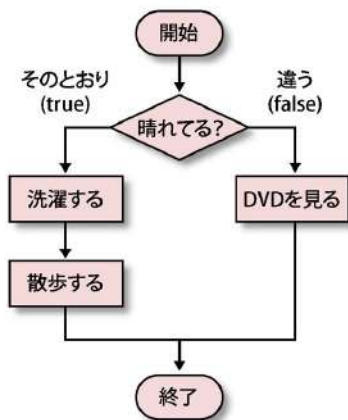 開始
そのとおり
(true)
違う
(false)
晴れてる?
洗濯する
DVDを見る
散歩する
終了